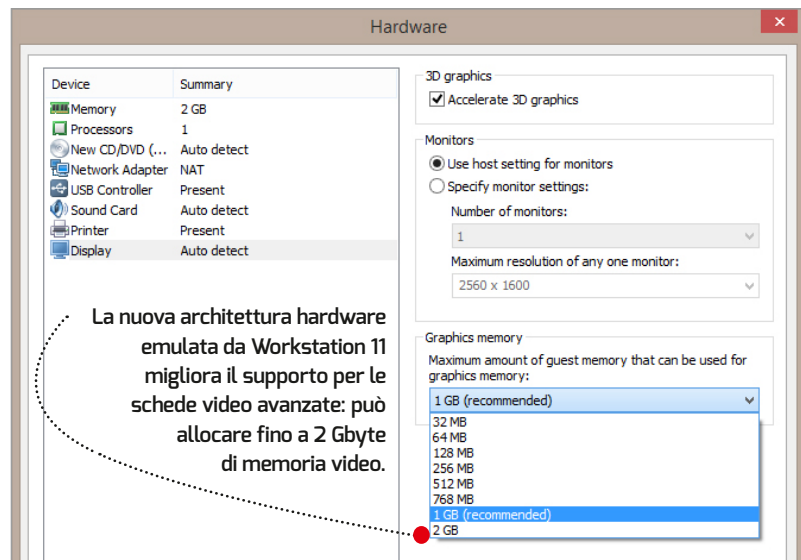 Hardware
Device Summary
Memory 2 GB
Processors 1
New CD/DVD (... Auto detect
Network Adapter NAT
USB Controller Present
Sound Card Auto detect
Printer Present
Display Auto detect
La nuova architettura hardware
emulata da Workstation 11
migliora il supporto per le
schede video avanzate: può
allocare fino a 2 Gbyte
di memoria video.
3D graphics
Accelerate 3D graphics
Monitors
Use host setting for monitors
Specify monitor settings:
Number of monitors:
1
Maximum resolution of any one monitor:
2560 x 1600
Graphics memory
Maximum amount of guest memory that can be used for
graphics memory:
1 GB (recommended)
32 MB
64 MB
128 MB
256 MB
512 MB
768 MB
1 GB (recommended)
2 GB